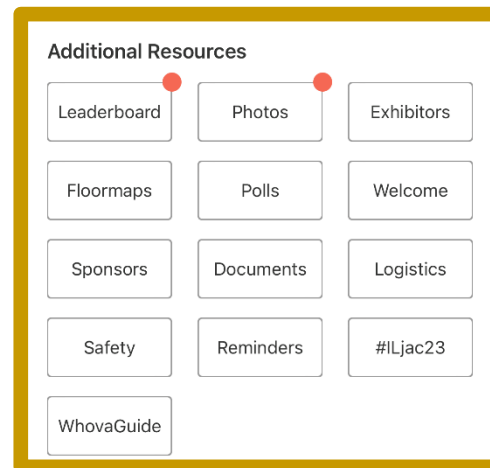 Additional Resources
Leaderboard Photos Exhibitors
Floormaps Polls Welcome
Sponsors Documents Logistics
Safety Reminders #ILjac23
WhovaGuide